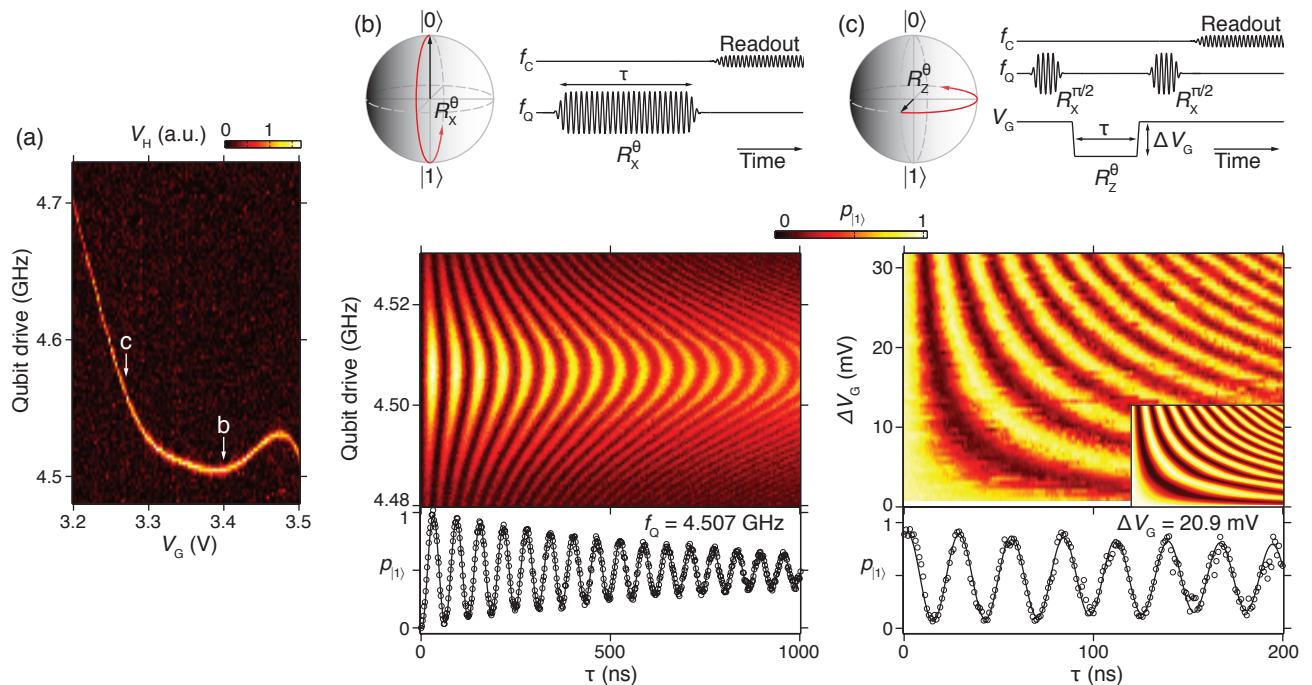 (a)
V_H (a.u.)
0 1
Qubit drive (GHz)
4.7
4.6
4.5
c
b
3.2 3.3 3.4 3.5
V_G (V)
(b)
|0⟩
R_X^θ
|1⟩
f_C
Readout
τ
f_Q
R_X^θ
Time
(c)
|0⟩
R_Z^θ
|1⟩
f_C
Readout
f_Q
R_X^{π/2} R_X^{π/2}
V_G
τ
ΔV_G
R_Z^θ
Time
p_{|1⟩}
0 1
Qubit drive (GHz)
4.52
4.50
4.48
f_Q = 4.507 GHz
1
p_{|1⟩}
0
0 500 1000
τ (ns)
0 100 200
30
20
10
0
ΔV_G (mV)
ΔV_G = 20.9 mV
1
p_{|1⟩}
0
0 100 200
τ (ns)